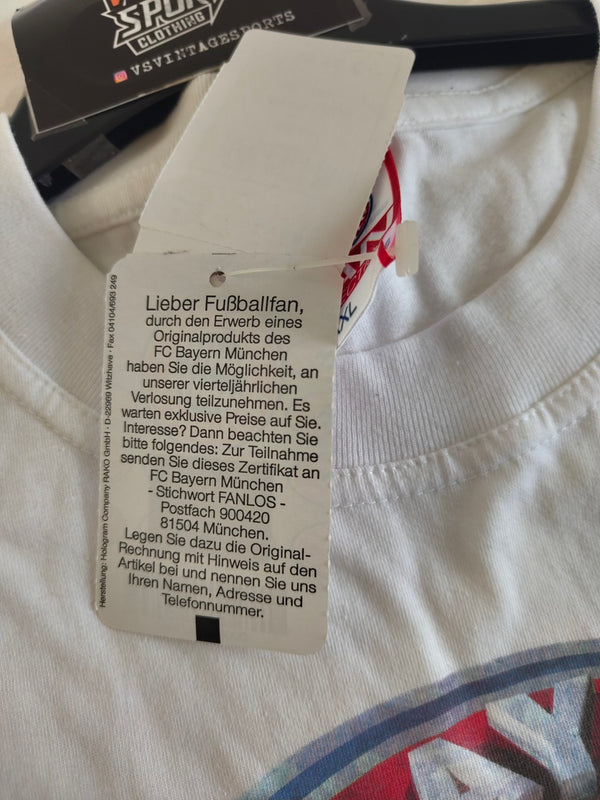 SPORT
CLOTHING
VSVINTAGESPORTS
XXL
Lieber Fußballfan,
durch den Erwerb eines
Originalprodukts des
FC Bayern München
haben Sie die Möglichkeit, an
unserer vierteljährlichen
Verlosung teilzunehmen. Es
warten exklusive Preise auf Sie.
Interesse? Dann beachten Sie
bitte folgendes: Zur Teilnahme
senden Sie dieses Zertifikat an
FC Bayern München
- Stichwort FANLOS -
Postfach 900420
81504 München.
Legen Sie dazu die Original-
Rechnung mit Hinweis auf den
Artikel bei und nennen Sie uns
Ihren Namen, Adresse und
Telefonnummer.
Herstellung: Hologram Company RAKO GmbH · D-22969 Witzhave · Fax 04104/693 249
AY